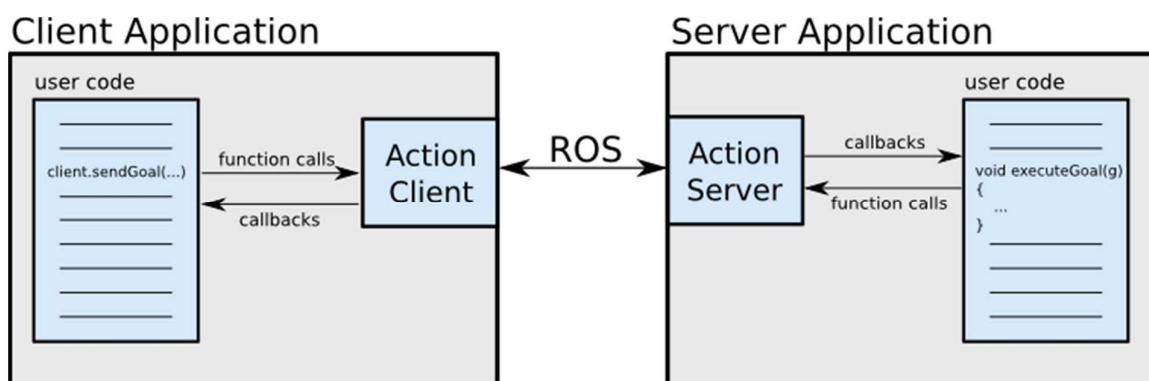 Client Application
user code
client.sendGoal(...)
function calls
callbacks
Action
Client
ROS
Server Application
Action
Server
callbacks
function calls
user code
void executeGoal(g)
{
...
}